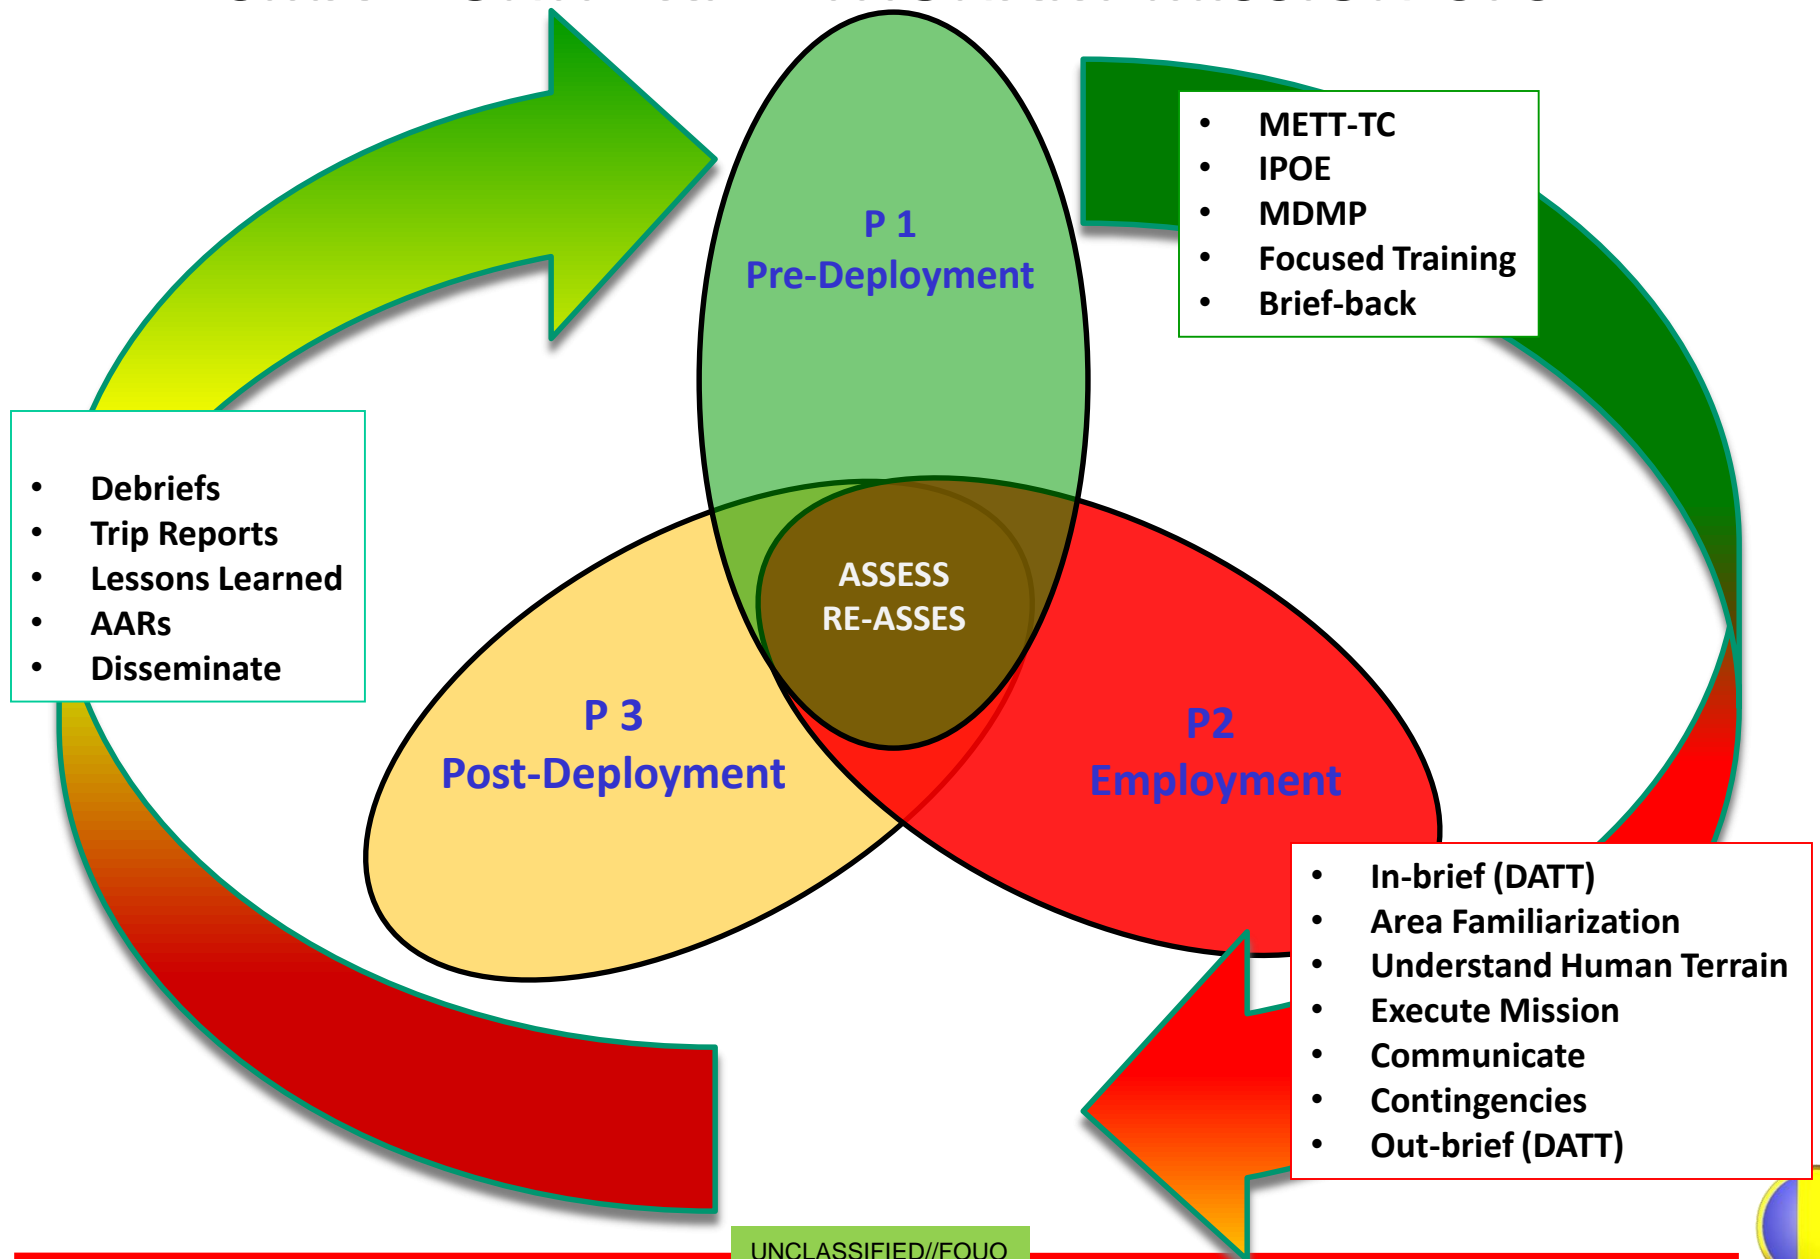 P 1
Pre-Deployment
• METT-TC
• IPOE
• MDMP
• Focused Training
• Brief-back
• Debriefs
• Trip Reports
• Lessons Learned
• AARs
• Disseminate
ASSESS
RE-ASSES
P 3
Post-Deployment
P2
Employment
• In-brief (DATT)
• Area Familiarization
• Understand Human Terrain
• Execute Mission
• Communicate
• Contingencies
• Out-brief (DATT)
UNCLASSIFIED//FOUO